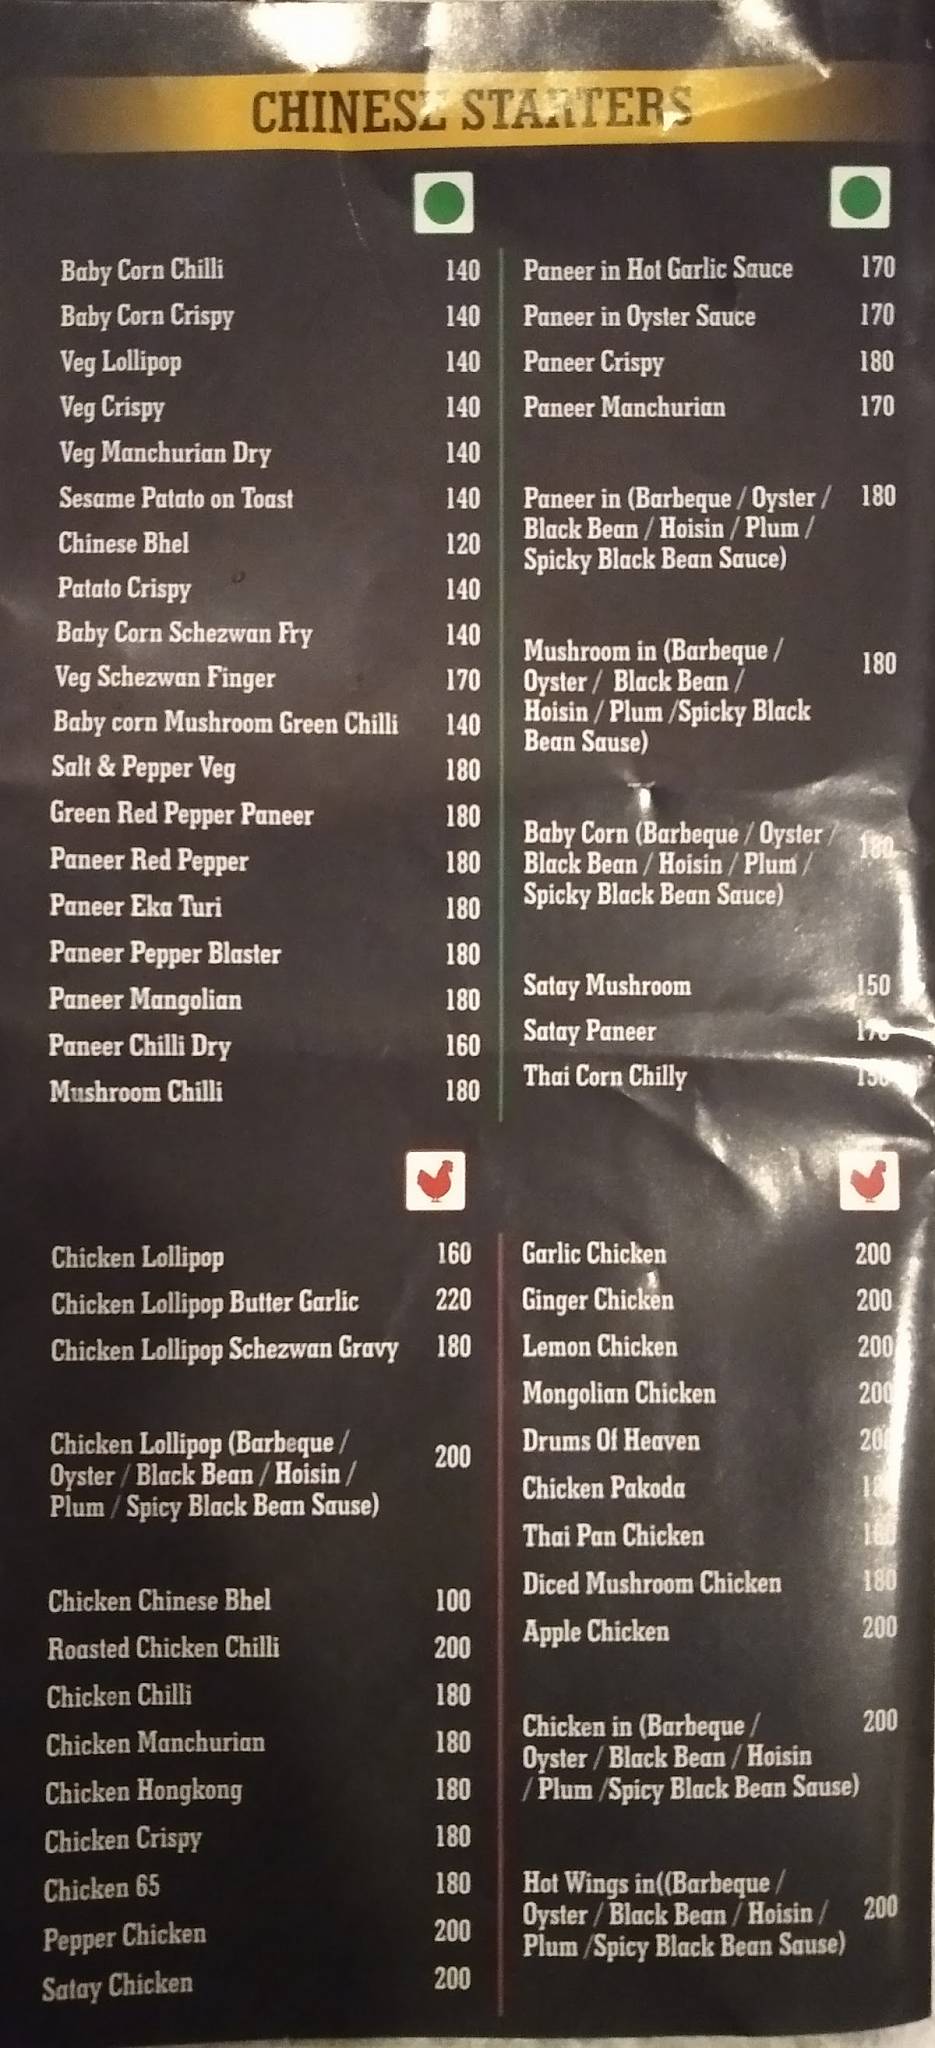 CHINESE STARTERS
Baby Corn Chilli 140
Baby Corn Crispy 140
Veg Lollipop 140
Veg Crispy 140
Veg Manchurian Dry 140
Sesame Patato on Toast 140
Chinese Bhel 120
Patato Crispy 140
Baby Corn Schezwan Fry 140
Veg Schezwan Finger 170
Baby corn Mushroom Green Chilli 140
Salt & Pepper Veg 180
Green Red Pepper Paneer 180
Paneer Red Pepper 180
Paneer Eka Turi 180
Paneer Pepper Blaster 180
Paneer Mangolian 180
Paneer Chilli Dry 160
Mushroom Chilli 180
Paneer in Hot Garlic Sauce 170
Paneer in Oyster Sauce 170
Paneer Crispy 180
Paneer Manchurian 170
Paneer in (Barbeque / Oyster / 180
Black Bean / Hoisin / Plum /
Spicky Black Bean Sauce)
Mushroom in (Barbeque /
Oyster / Black Bean / 180
Hoisin / Plum /Spicky Black
Bean Sause)
Baby Corn (Barbeque / Oyster / 180
Black Bean / Hoisin / Plum /
Spicky Black Bean Sauce)
Satay Mushroom 150
Satay Paneer 170
Thai Corn Chilly 150
Chicken Lollipop 160
Chicken Lollipop Butter Garlic 220
Chicken Lollipop Schezwan Gravy 180
Chicken Lollipop (Barbeque /
Oyster / Black Bean / Hoisin / 200
Plum / Spicy Black Bean Sause)
Chicken Chinese Bhel 100
Roasted Chicken Chilli 200
Chicken Chilli 180
Chicken Manchurian 180
Chicken Hongkong 180
Chicken Crispy 180
Chicken 65 180
Pepper Chicken 200
Satay Chicken 200
Garlic Chicken 200
Ginger Chicken 200
Lemon Chicken 200
Mongolian Chicken 200
Drums Of Heaven 200
Chicken Pakoda
Thai Pan Chicken
Diced Mushroom Chicken 180
Apple Chicken 200
Chicken in (Barbeque / 200
Oyster / Black Bean / Hoisin
/ Plum /Spicy Black Bean Sause)
Hot Wings in((Barbeque /
Oyster / Black Bean / Hoisin / 200
Plum /Spicy Black Bean Sause)